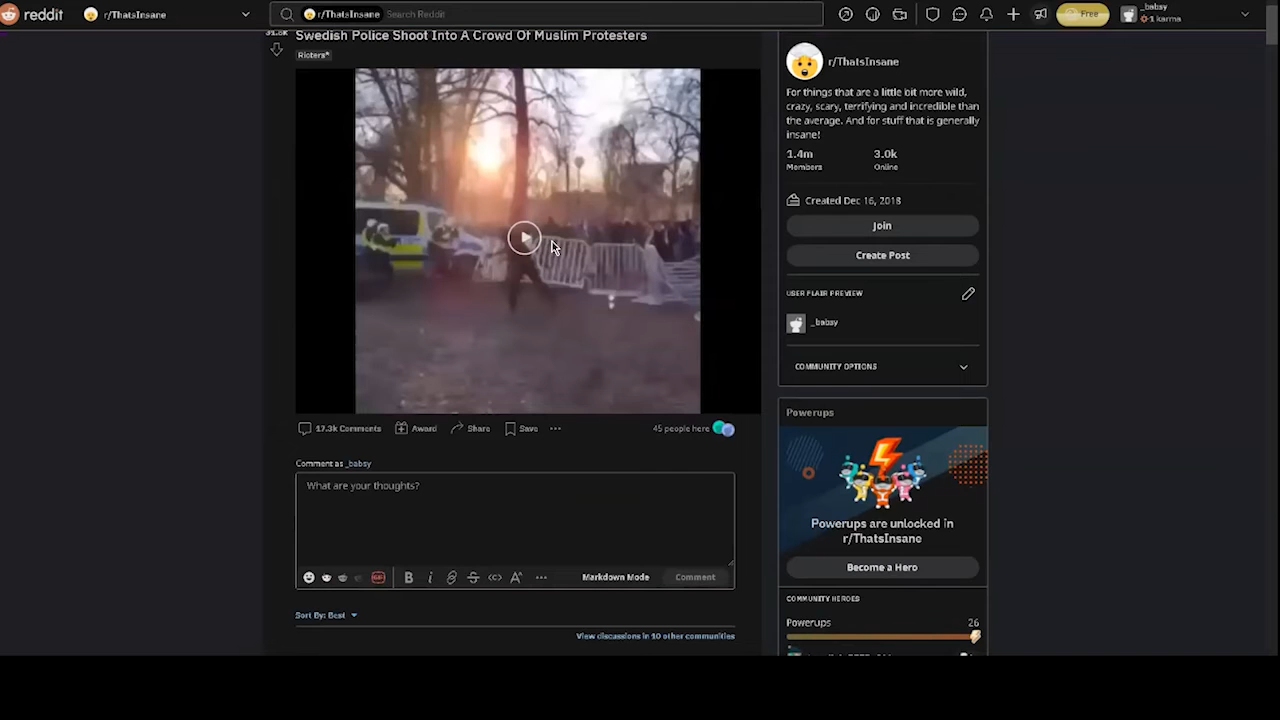 reddit
r/ThatsInsane
r/ThatsInsane Search Reddit
Free
_babsy
1 karma
Swedish Police Shoot Into A Crowd Of Muslim Protesters
Rioters*
17.3k Comments
Award
Share
Save
45 people here
Comment as _babsy
What are your thoughts?
GIF
B
i
Markdown Mode
Comment
Sort By: Best
View discussions in 10 other communities
r/ThatsInsane
For things that are a little bit more wild,
crazy, scary, terrifying and incredible than
the average. And for stuff that is generally
insane!
1.4m 3.0k
Members Online
Created Dec 16, 2018
Join
Create Post
USER FLAIR PREVIEW
_babsy
COMMUNITY OPTIONS
Powerups
Powerups are unlocked in
r/ThatsInsane
Become a Hero
COMMUNITY HEROES
Powerups 26